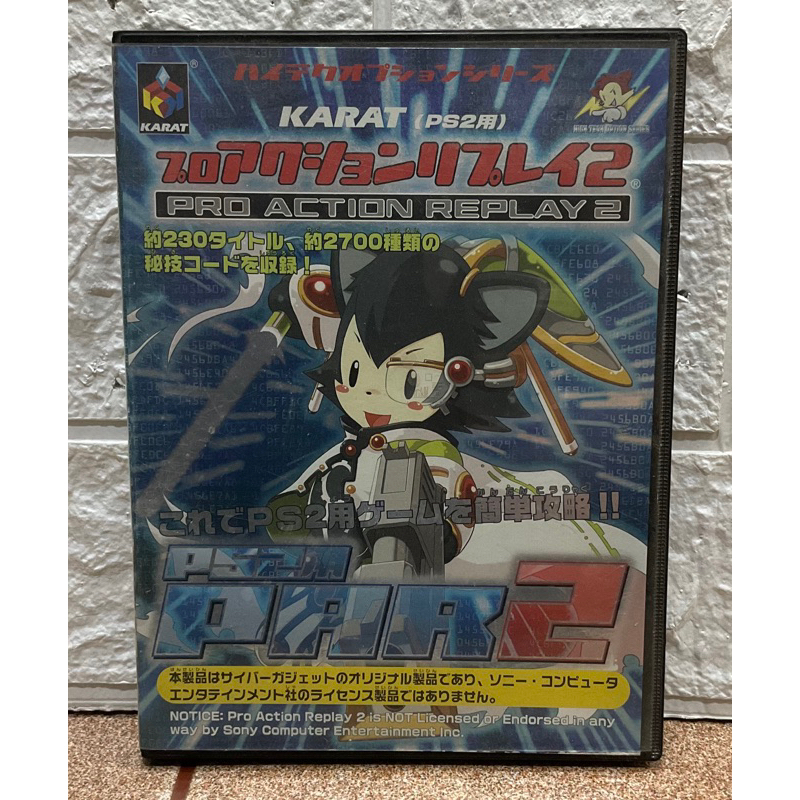 ハイテクオプションシリーズ
KARAT
KARAT (PS2用)
プロアクションリプレイ2
PRO ACTION REPLAY 2
約230タイトル、約2700種類の
秘技コードを収録!
これでPS2用ゲームを簡単攻略!!
PS2用
PAR2
本製品はサイバーガジェットのオリジナル製品であり、ソニー・コンピュータ
エンタテインメント社のライセンス製品ではありません。
NOTICE: Pro Action Replay 2 is NOT Licensed or Endorsed in any
way by Sony Computer Entertainment Inc.